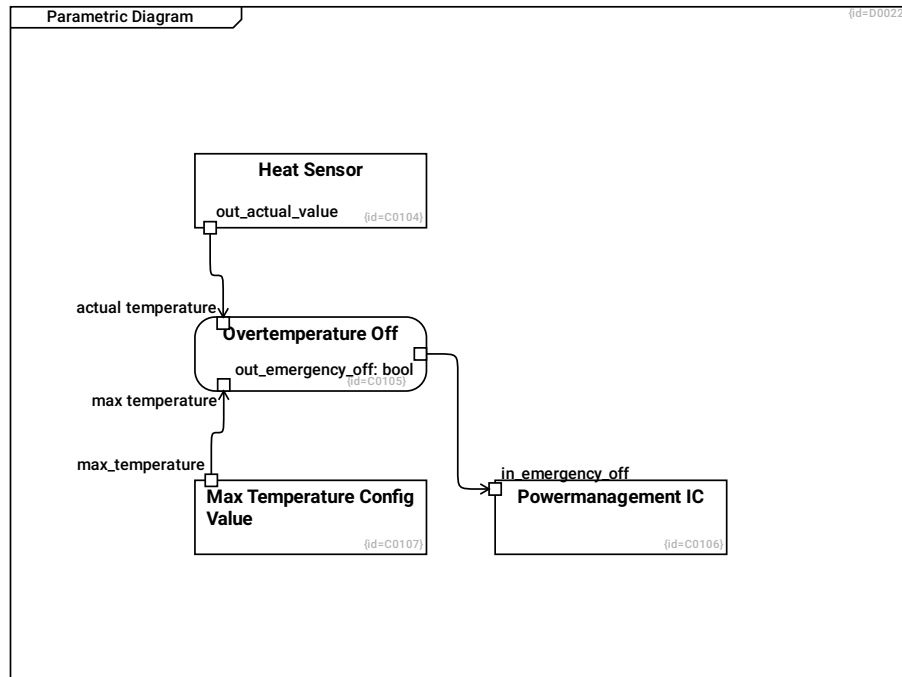 Parametric Diagram
{id=D0022
Heat Sensor
out_actual_value
{id=C0104}
actual temperature
Overtemperature Off
out_emergency_off: bool
{id=C0105}
max temperature
max_temperature
in_emergency_off
Max Temperature Config
Value
{id=C0107}
Powermanagement IC
{id=C0106}